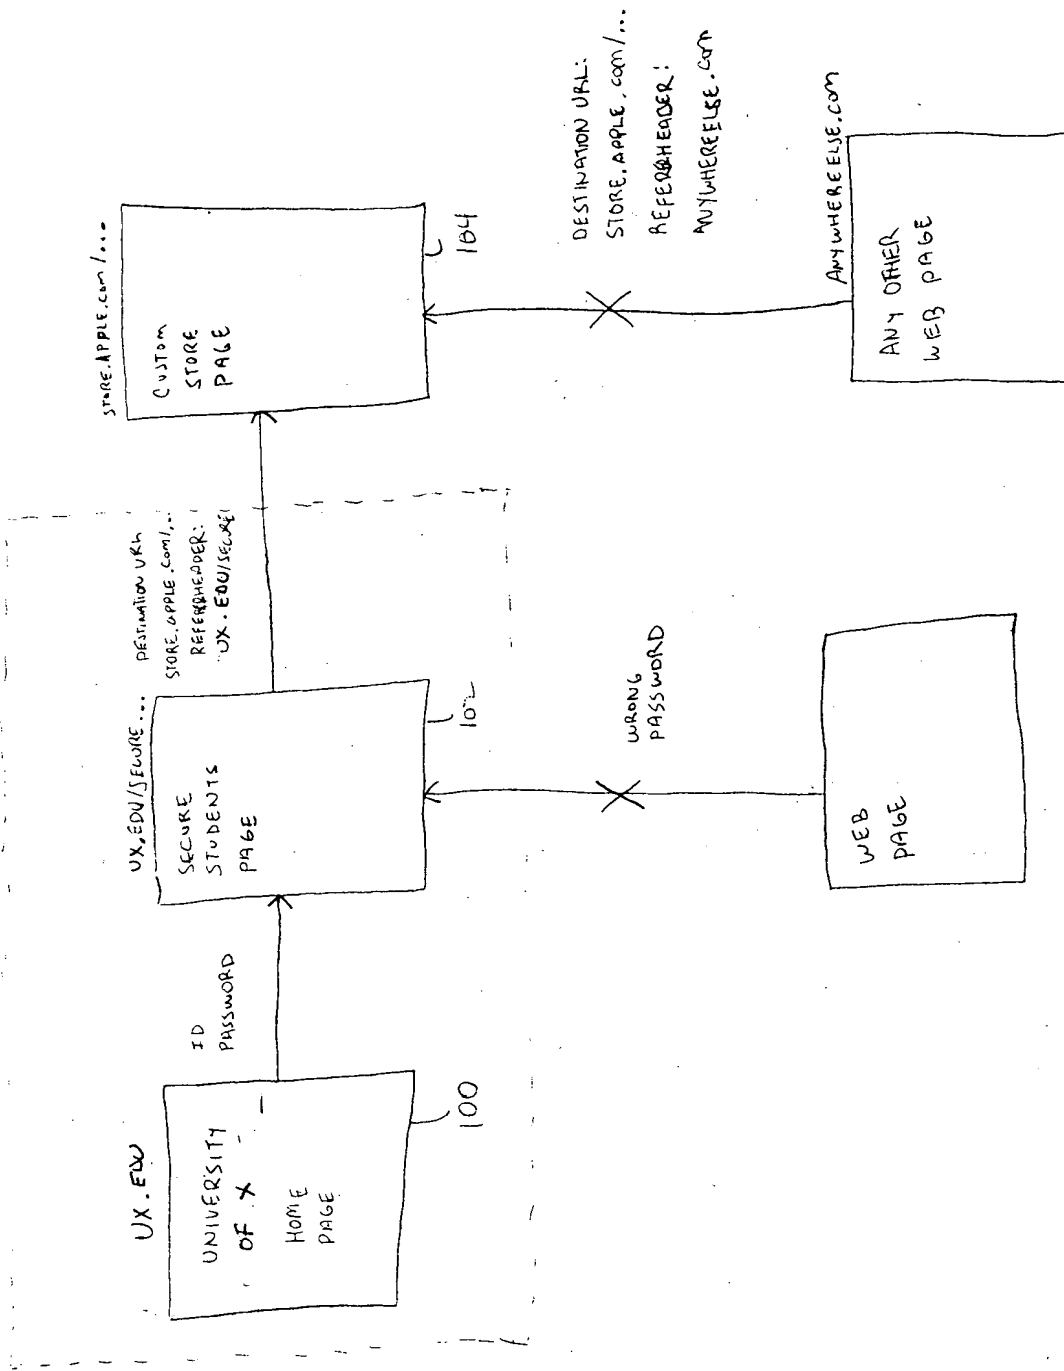 UX.EDU
UNIVERSITY
OF X
HOME
PAGE
100
ID
PASSWORD
UX.EDU/SECURE...
SECURE
STUDENTS
PAGE
102
DESTINATION URL
STORE.APPLE.COM/...
REFERRHEADER:
UX.EDU/SECURE/
STORE.APPLE.COM/...
CUSTOM
STORE
PAGE
104
WRONG
PASSWORD
WEB
PAGE
DESTINATION URL:
STORE.APPLE.COM/...
REFERRHEADER:
ANYWHEREELSE.COM
ANYWHEREELSE.COM
ANY OTHER
WEB PAGE